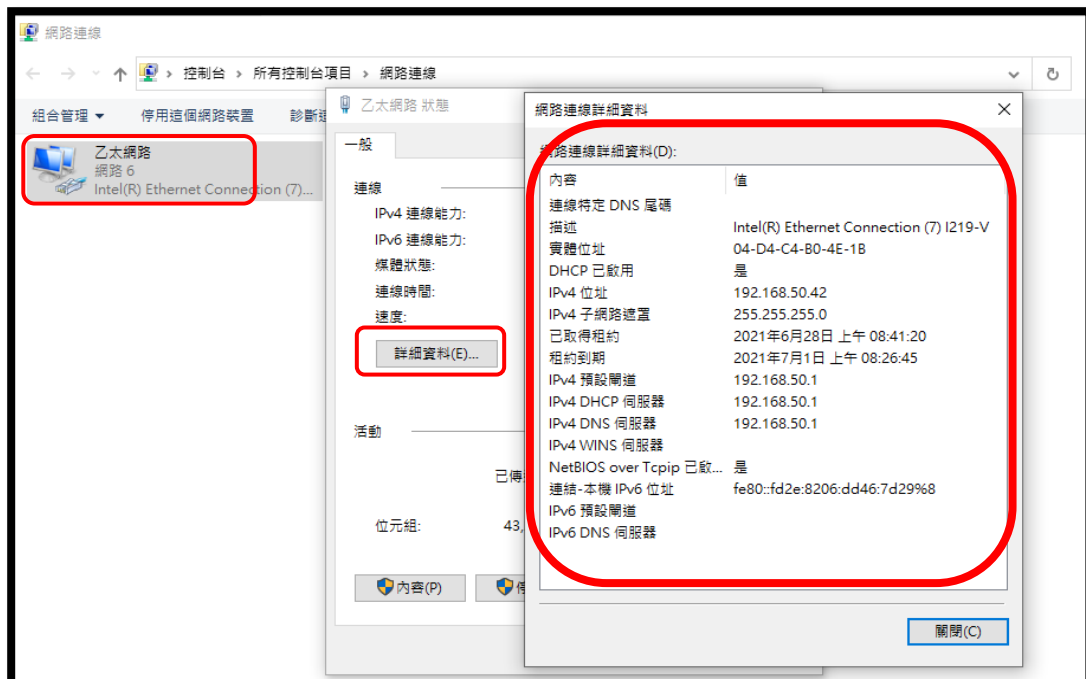 網路連線
控制台 › 所有控制台項目 › 網路連線
組合管理 停用這個網路裝置 診斷
乙太網路
網路 6
Intel(R) Ethernet Connection (7)...
乙太網路 狀態
一般
連線
IPv4 連線能力:
IPv6 連線能力:
媒體狀態:
連線時間:
速度:
詳細資料(E)...
活動
已傳
位元組: 43,
內容(P)
網路連線詳細資料
網路連線詳細資料(D):
內容 值
連線特定 DNS 尾碼
描述 Intel(R) Ethernet Connection (7) I219-V
實體位址 04-D4-C4-B0-4E-1B
DHCP 已啟用 是
IPv4 位址 192.168.50.42
IPv4 子網路遮罩 255.255.255.0
已取得租約 2021年6月28日 上午 08:41:20
租約到期 2021年7月1日 上午 08:26:45
IPv4 預設閘道 192.168.50.1
IPv4 DHCP 伺服器 192.168.50.1
IPv4 DNS 伺服器 192.168.50.1
IPv4 WINS 伺服器
NetBIOS over Tcpip 已啟... 是
連結-本機 IPv6 位址 fe80::fd2e:8206:dd46:7d29%8
IPv6 預設閘道
IPv6 DNS 伺服器
關閉(C)